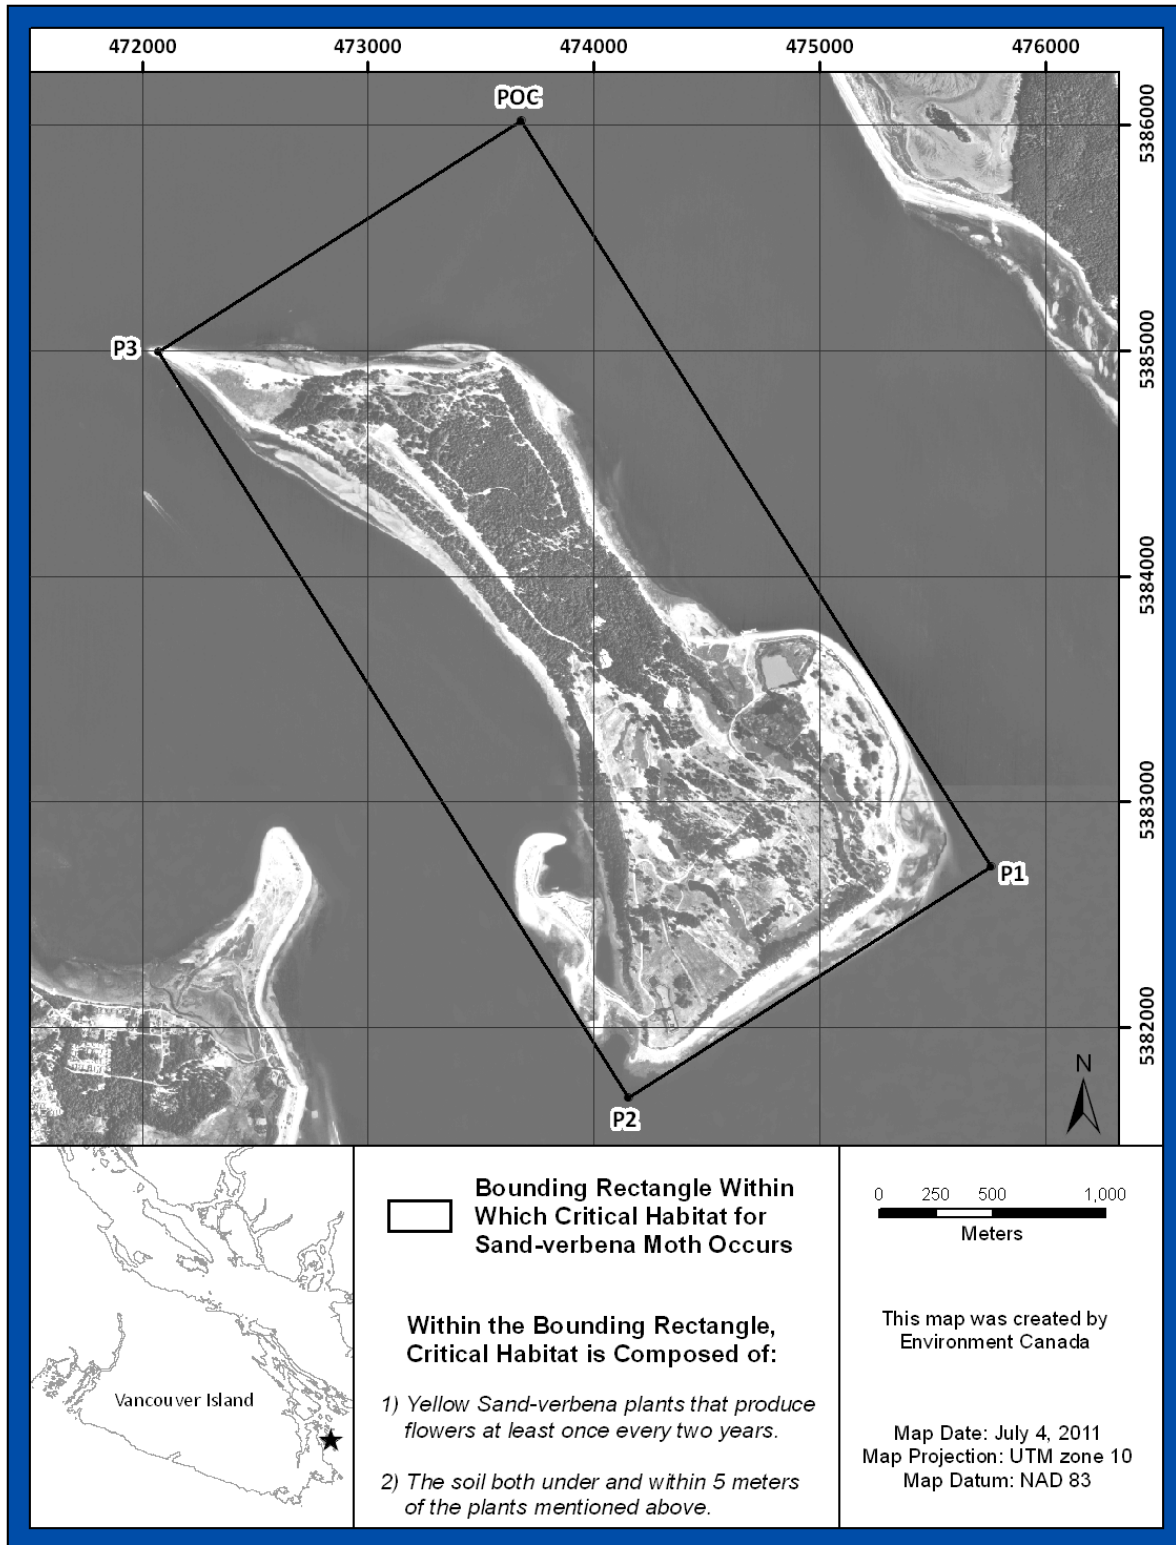 472000 473000 474000 475000 476000
POC
5386000
P3
5385000
5384000
5383000
P1
5382000
N
P2
Bounding Rectangle Within
Which Critical Habitat for
Sand-verbena Moth Occurs
Within the Bounding Rectangle,
Critical Habitat is Composed of:
1) Yellow Sand-verbena plants that produce
flowers at least once every two years.
2) The soil both under and within 5 meters
of the plants mentioned above.
Vancouver Island
0 250 500 1,000
Meters
This map was created by
Environment Canada
Map Date: July 4, 2011
Map Projection: UTM zone 10
Map Datum: NAD 83